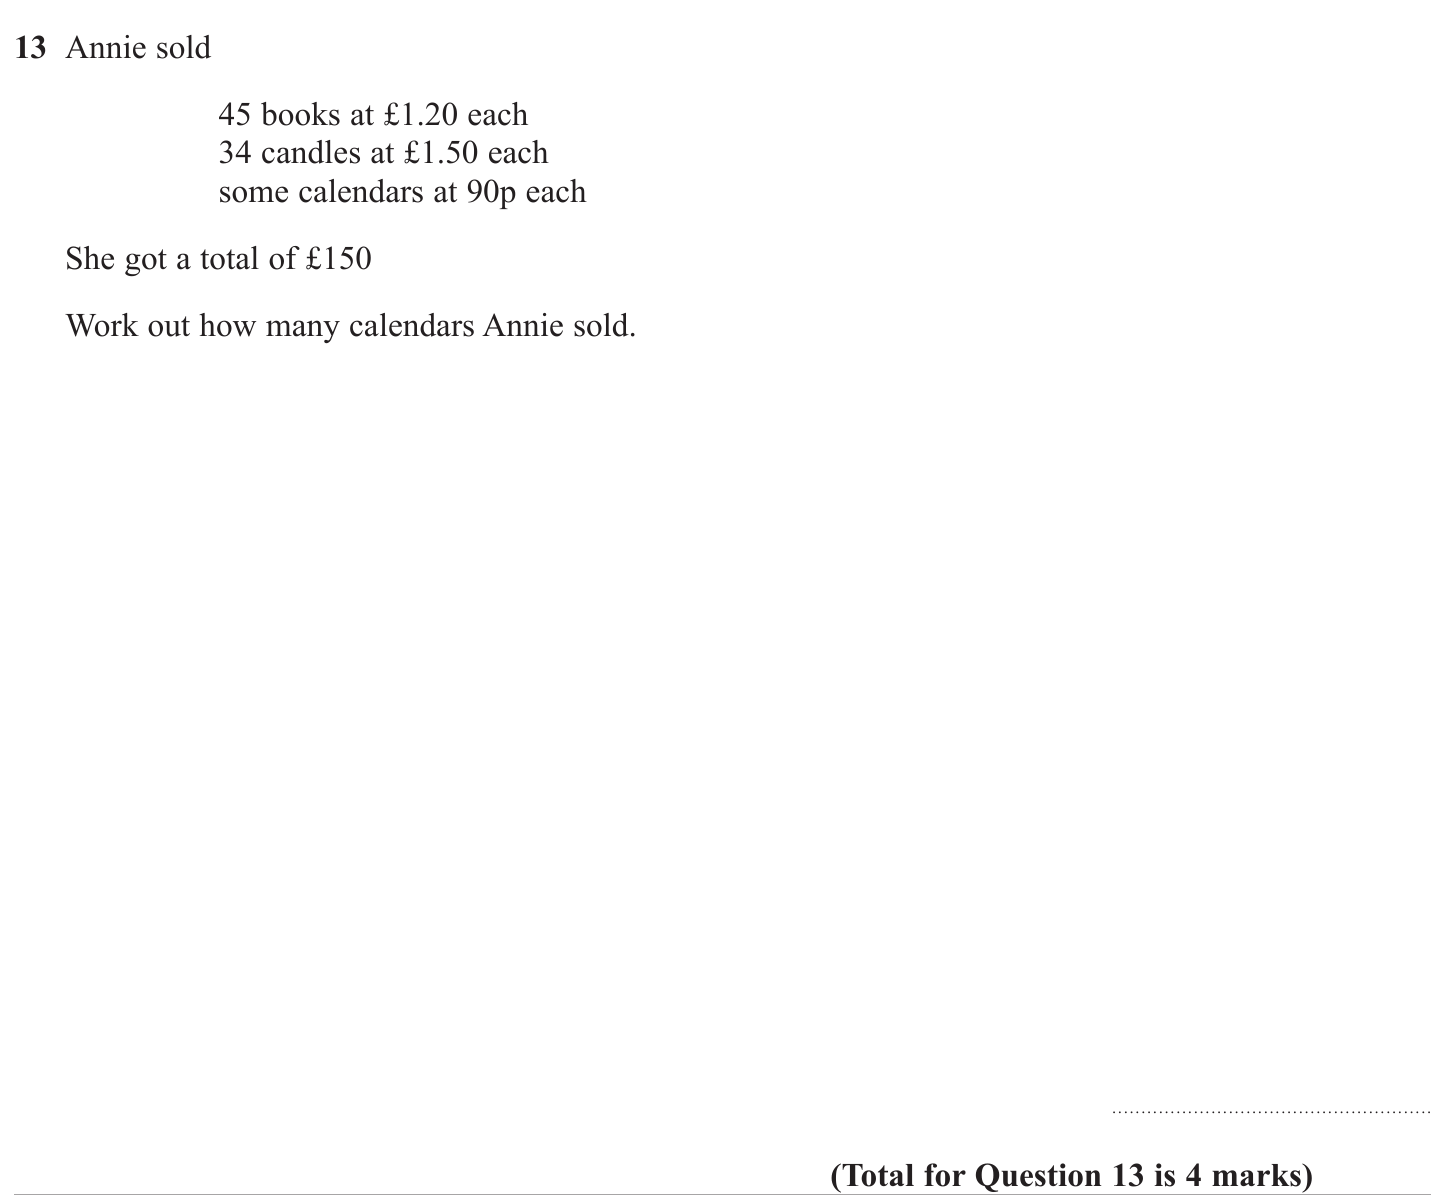 13 Annie sold
45 books at £1.20 each
34 candles at £1.50 each
some calendars at 90p each
She got a total of £150
Work out how many calendars Annie sold.
(Total for Question 13 is 4 marks)